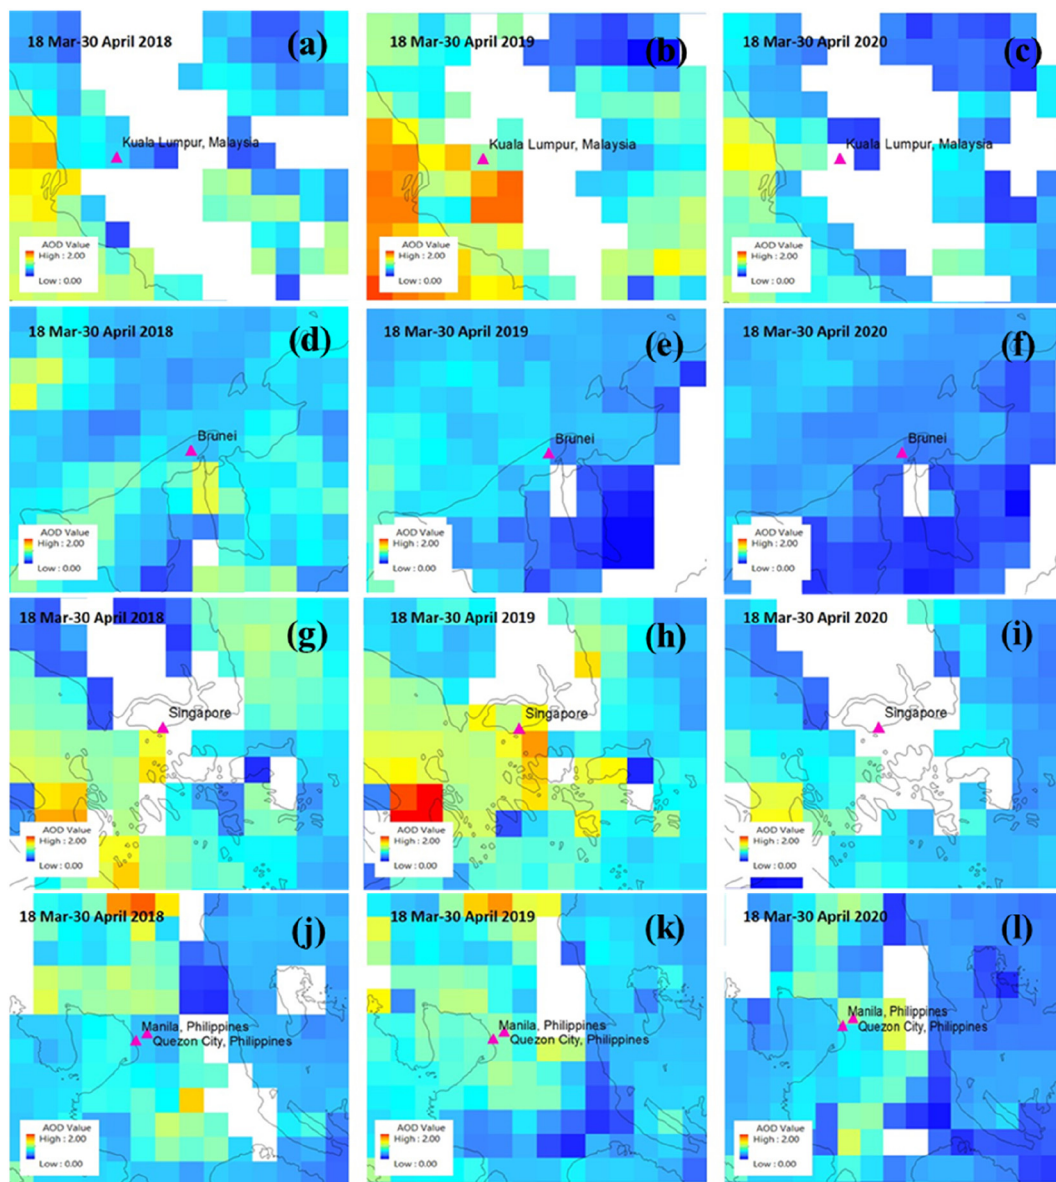 18 Mar-30 April 2018
(a)
Kuala Lumpur, Malaysia
AOD Value
High : 2.00
Low : 0.00
18 Mar-30 April 2019
(b)
Kuala Lumpur, Malaysia
AOD Value
High : 2.00
Low : 0.00
18 Mar-30 April 2020
(c)
Kuala Lumpur, Malaysia
AOD Value
High : 2.00
Low : 0.00
18 Mar-30 April 2018
(d)
Brunei
AOD Value
High : 2.00
Low : 0.00
18 Mar-30 April 2019
(e)
Brunei
AOD Value
High : 2.00
Low : 0.00
18 Mar-30 April 2020
(f)
Brunei
AOD Value
High : 2.00
Low : 0.00
18 Mar-30 April 2018
(g)
Singapore
AOD Value
High : 2.00
Low : 0.00
18 Mar-30 April 2019
(h)
Singapore
AOD Value
High : 2.00
Low : 0.00
18 Mar-30 April 2020
(i)
Singapore
AOD Value
High : 2.00
Low : 0.00
18 Mar-30 April 2018
(j)
Manila, Philippines
Quezon City, Philippines
AOD Value
High : 2.00
Low : 0.00
18 Mar-30 April 2019
(k)
Manila, Philippines
Quezon City, Philippines
AOD Value
High : 2.00
Low : 0.00
18 Mar-30 April 2020
(l)
Manila, Philippines
Quezon City, Philippines
AOD Value
High : 2.00
Low : 0.00